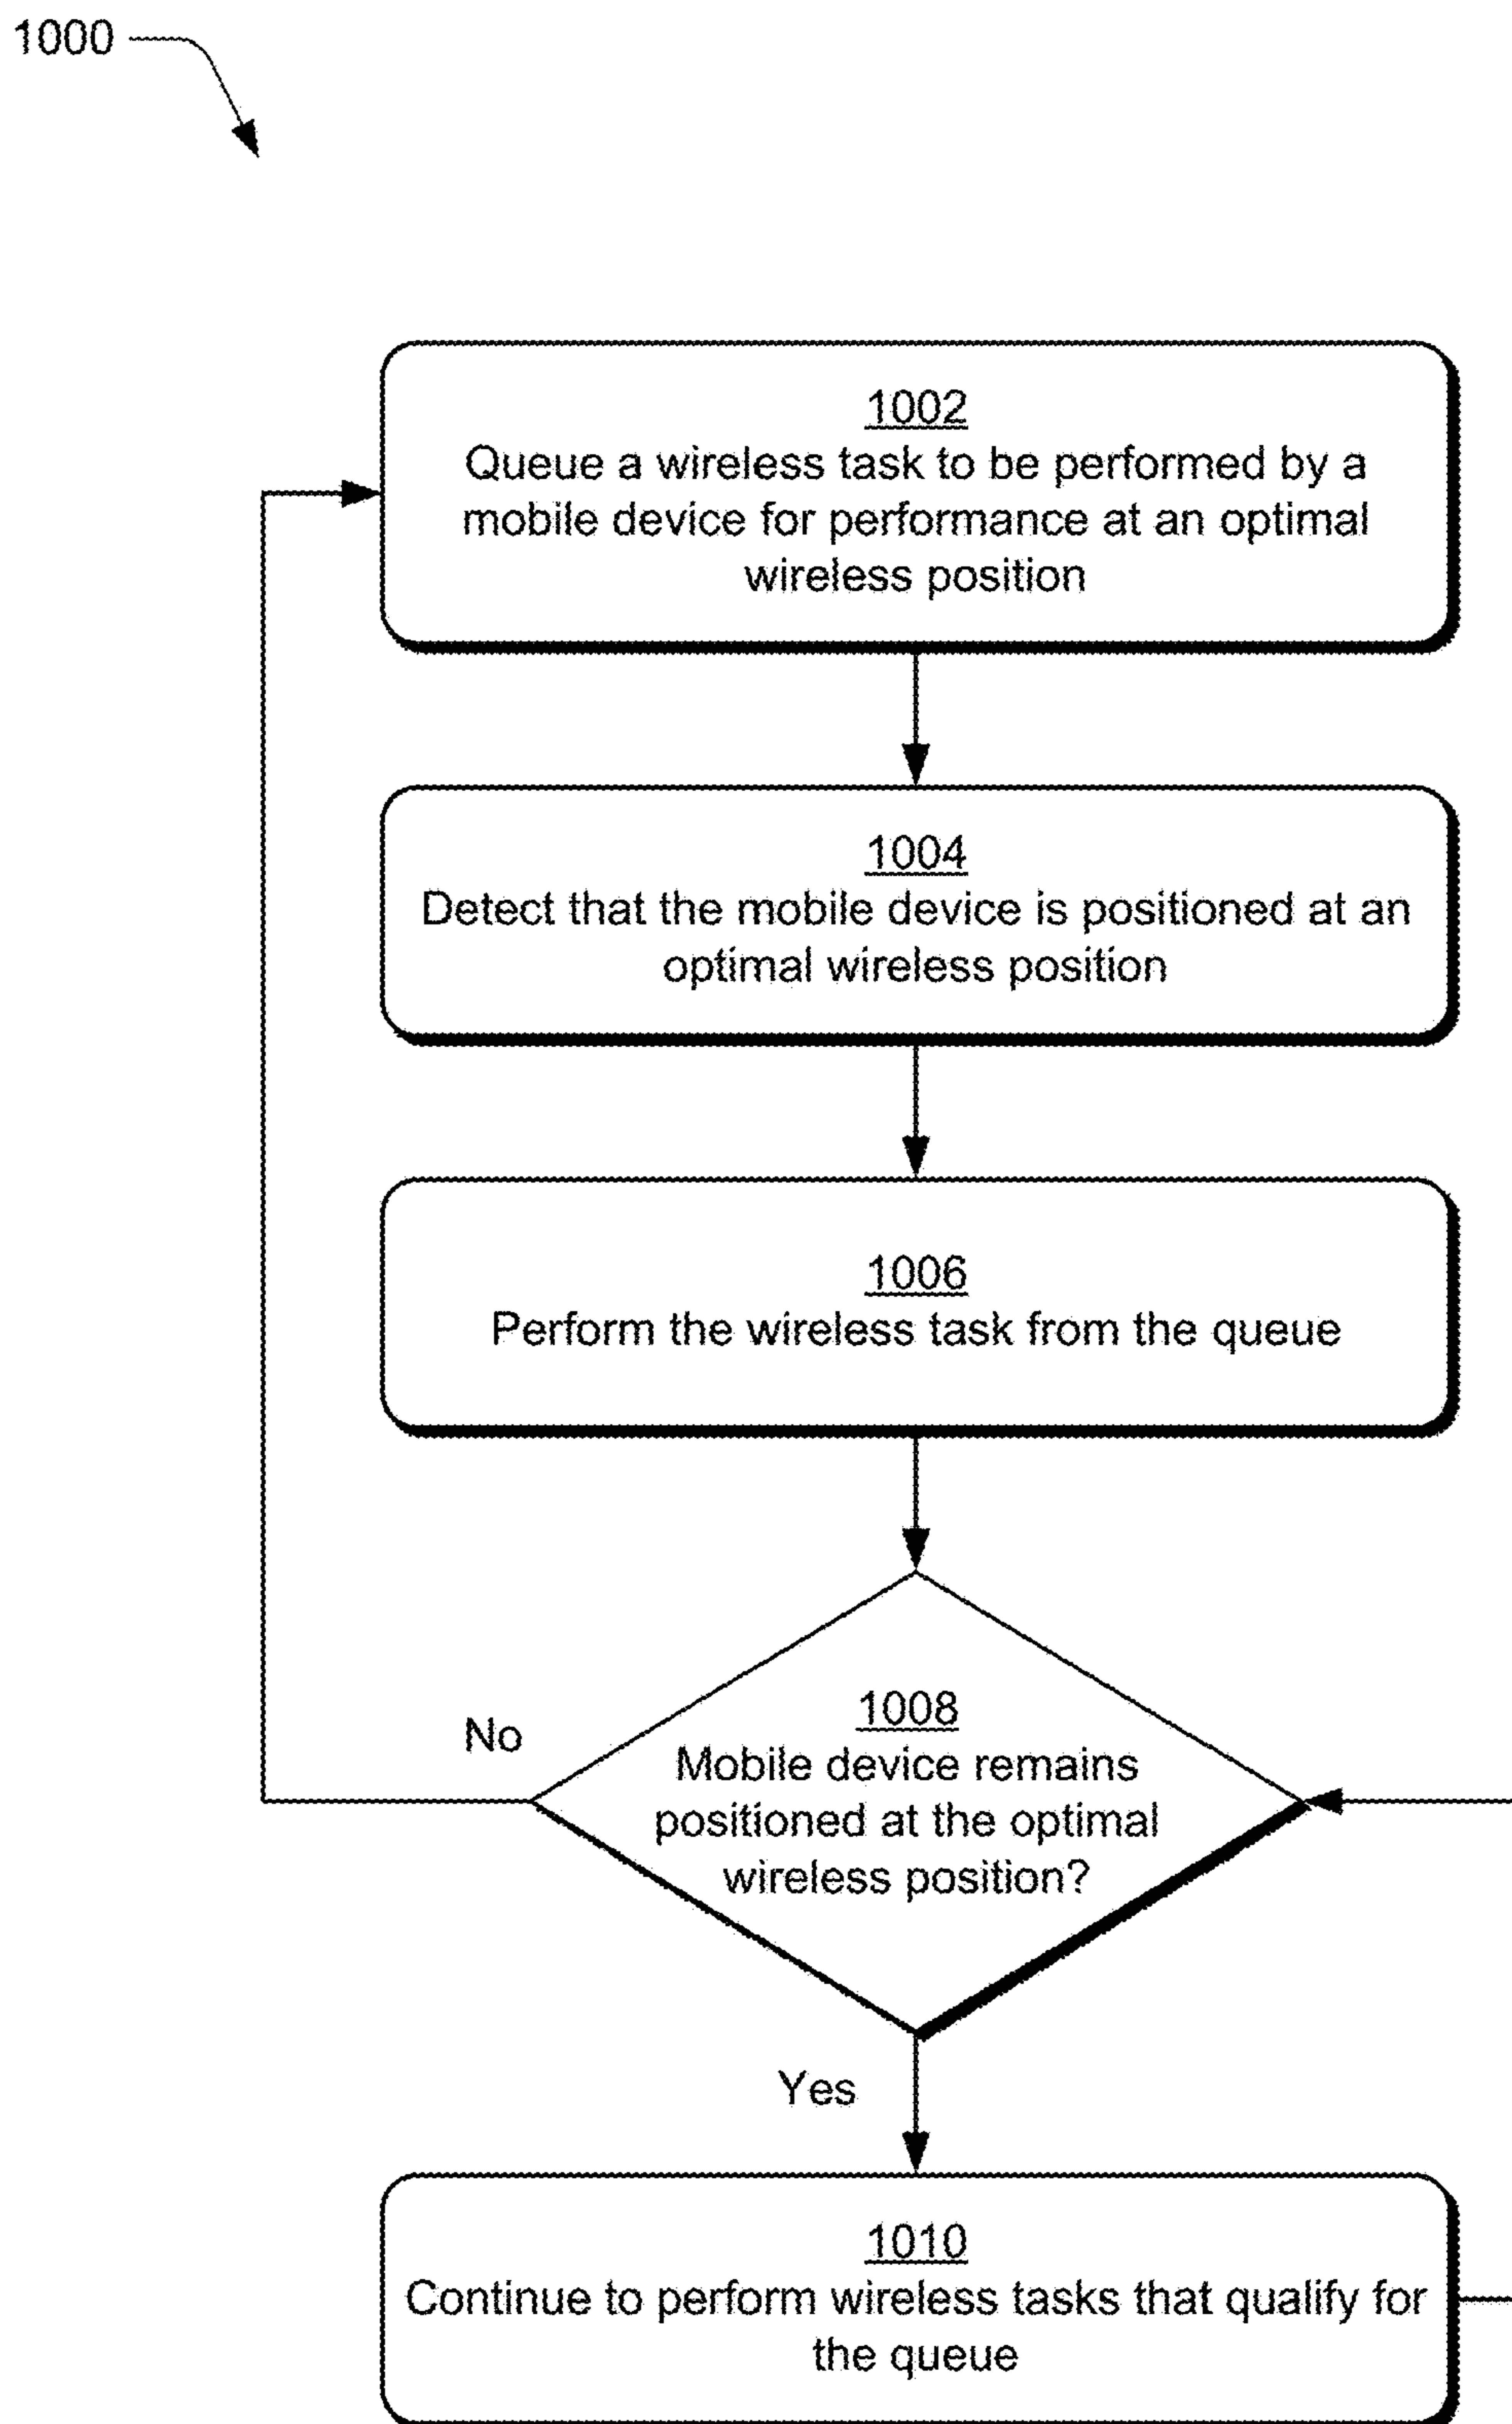 1000
1002
Queue a wireless task to be performed by a
mobile device for performance at an optimal
wireless position
1004
Detect that the mobile device is positioned at an
optimal wireless position
1006
Perform the wireless task from the queue
1008
Mobile device remains
positioned at the optimal
wireless position?
No
Yes
1010
Continue to perform wireless tasks that qualify for
the queue